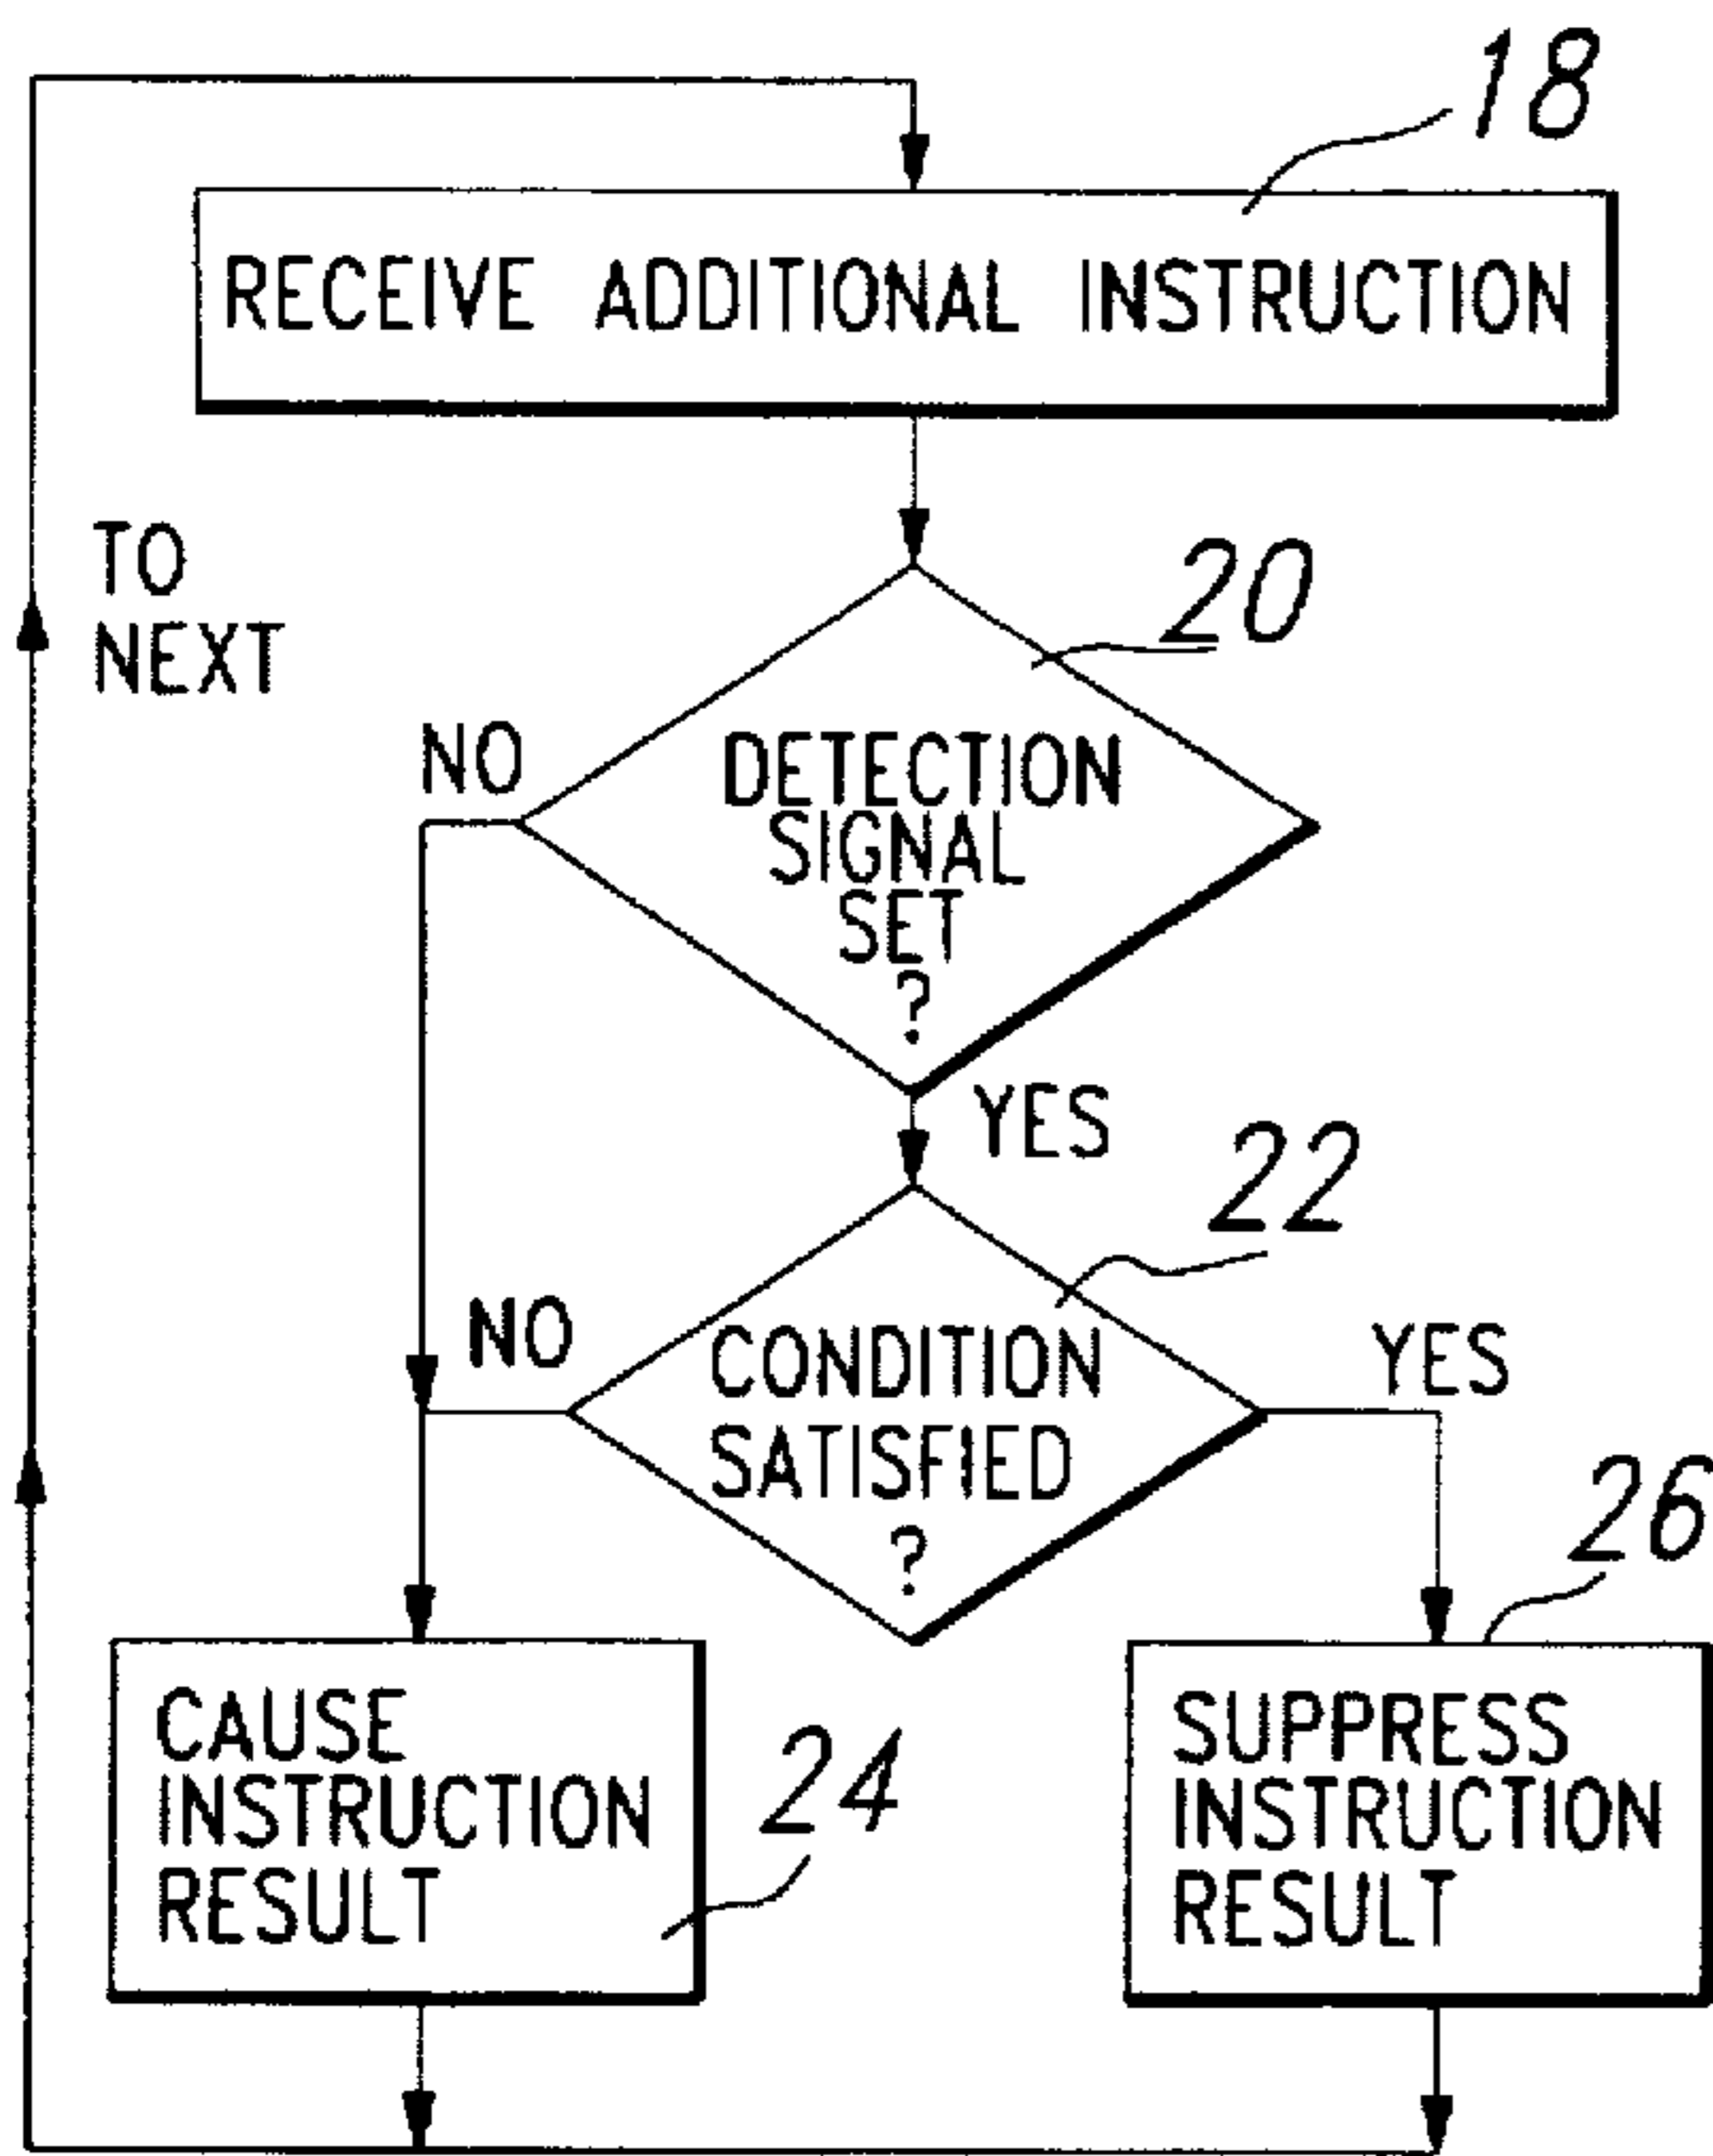 18
RECEIVE ADDITIONAL INSTRUCTION
TO
NEXT
20
NO
DETECTION
SIGNAL
SET
?
YES
22
NO
CONDITION
SATISFIED
?
YES
26
CAUSE
INSTRUCTION
RESULT
24
SUPPRESS
INSTRUCTION
RESULT